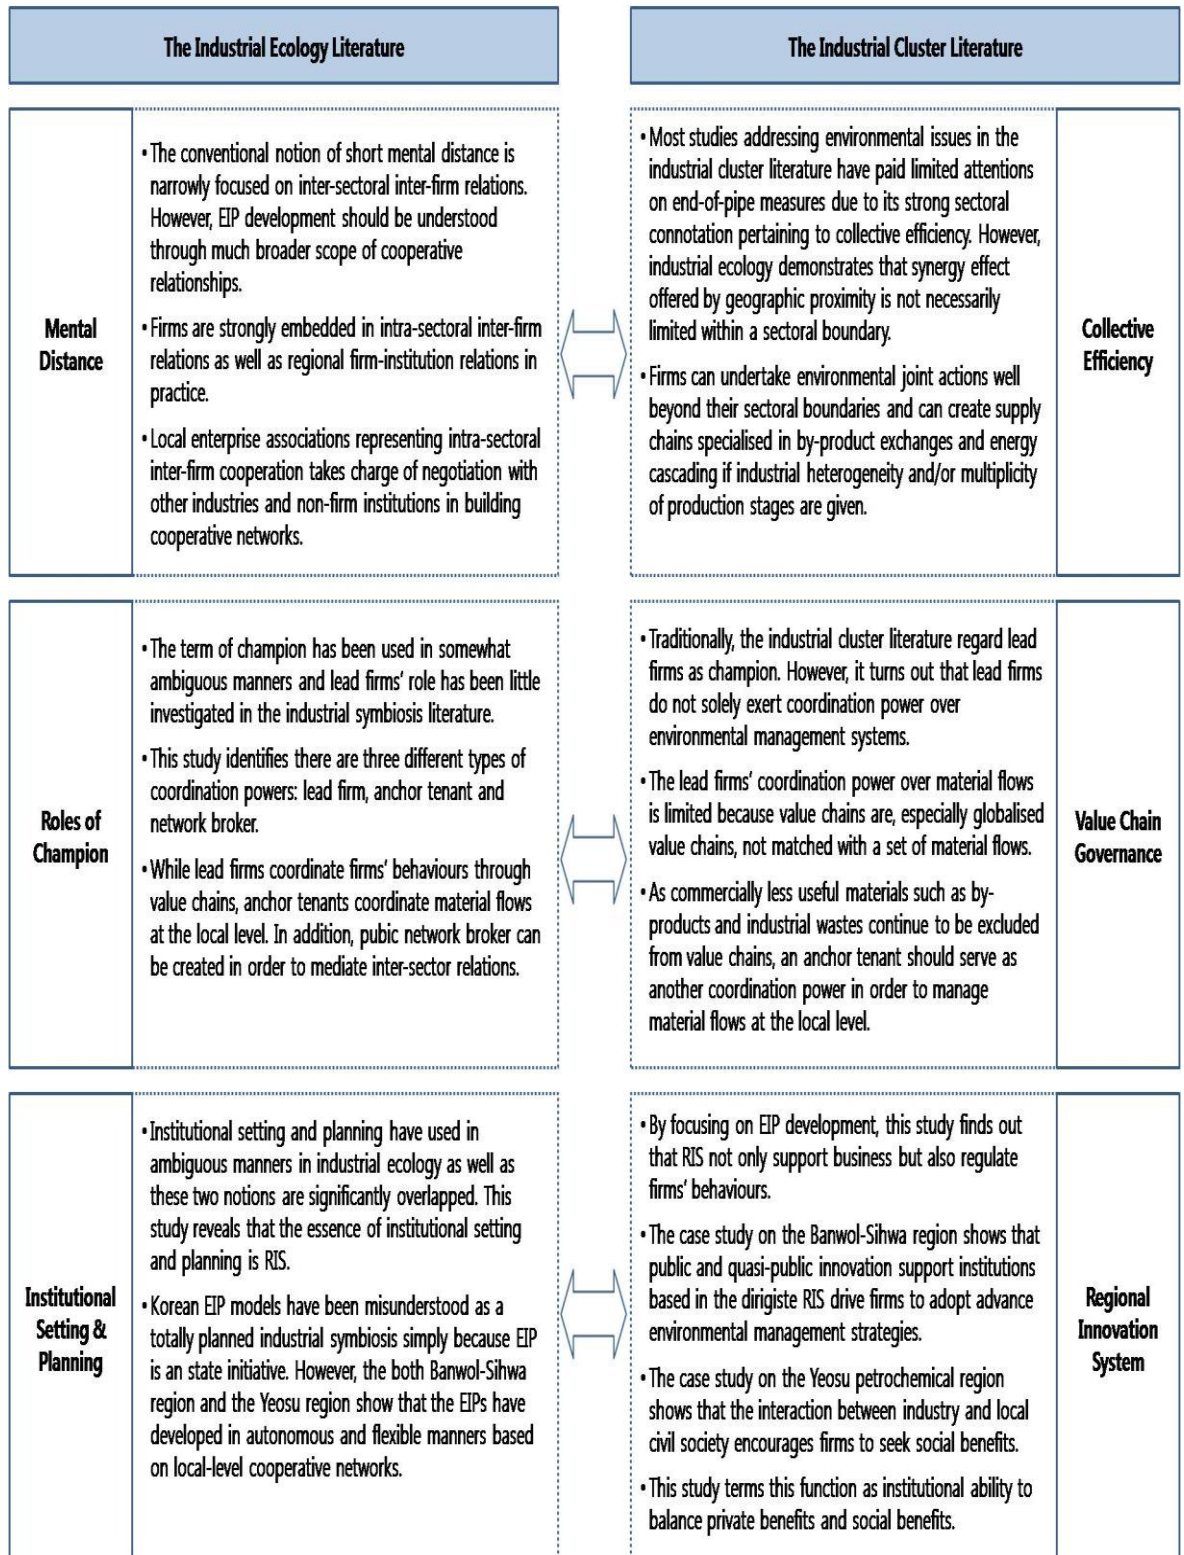 The Industrial Ecology Literature
The Industrial Cluster Literature
Mental
Distance
• The conventional notion of short mental distance is
narrowly focused on inter-sectoral inter-firm relations.
However, EIP development should be understood
through much broader scope of cooperative
relationships.
• Firms are strongly embedded in intra-sectoral inter-firm
relations as well as regional firm-institution relations in
practice.
• Local enterprise associations representing intra-sectoral
inter-firm cooperation takes charge of negotiation with
other industries and non-firm institutions in building
cooperative networks.
• Most studies addressing environmental issues in the
industrial cluster literature have paid limited attentions
on end-of-pipe measures due to its strong sectoral
connotation pertaining to collective efficiency. However,
industrial ecology demonstrates that synergy effect
offered by geographic proximity is not necessarily
limited within a sectoral boundary.
• Firms can undertake environmental joint actions well
beyond their sectoral boundaries and can create supply
chains specialised in by-product exchanges and energy
cascading if industrial heterogeneity and/or multiplicity
of production stages are given.
Collective
Efficiency
Roles of
Champion
• The term of champion has been used in somewhat
ambiguous manners and lead firms' role has been little
investigated in the industrial symbiosis literature.
• This study identifies there are three different types of
coordination powers: lead firm, anchor tenant and
network broker.
• While lead firms coordinate firms' behaviours through
value chains, anchor tenants coordinate material flows
at the local level. In addition, pubic network broker can
be created in order to mediate inter-sector relations.
• Traditionally, the industrial cluster literature regard lead
firms as champion. However, it turns out that lead firms
do not solely exert coordination power over
environmental management systems.
• The lead firms' coordination power over material flows
is limited because value chains are, especially globalised
value chains, not matched with a set of material flows.
• As commercially less useful materials such as by-
products and industrial wastes continue to be excluded
from value chains, an anchor tenant should serve as
another coordination power in order to manage
material flows at the local level.
Value Chain
Governance
Institutional
Setting &
Planning
• Institutional setting and planning have used in
ambiguous manners in industrial ecology as well as
these two notions are significantly overlapped. This
study reveals that the essence of institutional setting
and planning is RIS.
• Korean EIP models have been misunderstood as a
totally planned industrial symbiosis simply because EIP
is an state initiative. However, the both Banwol-Sihwa
region and the Yeosu region show that the EIPs have
developed in autonomous and flexible manners based
on local-level cooperative networks.
• By focusing on EIP development, this study finds out
that RIS not only support business but also regulate
firms' behaviours.
• The case study on the Banwol-Sihwa region shows that
public and quasi-public innovation support institutions
based in the dirigiste RIS drive firms to adopt advance
environmental management strategies.
• The case study on the Yeosu petrochemical region
shows that the interaction between industry and local
civil society encourages firms to seek social benefits.
• This study terms this function as institutional ability to
balance private benefits and social benefits.
Regional
Innovation
System